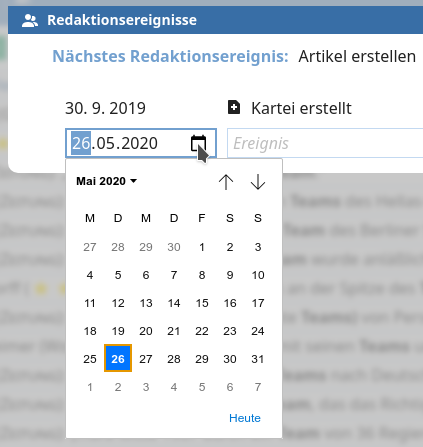 Redaktionsereignisse
Nächstes Redaktionsereignis: Artikel erstellen
30. 9. 2019 Kartei erstellt
26.05.2020 Ereignis
Mai 2020
M D M D F S S
27 28 29 30 1 2 3
4 5 6 7 8 9 10
11 12 13 14 15 16 17
18 19 20 21 22 23 24
25 26 27 28 29 30 31
1 2 3 4 5 6 7
Heute